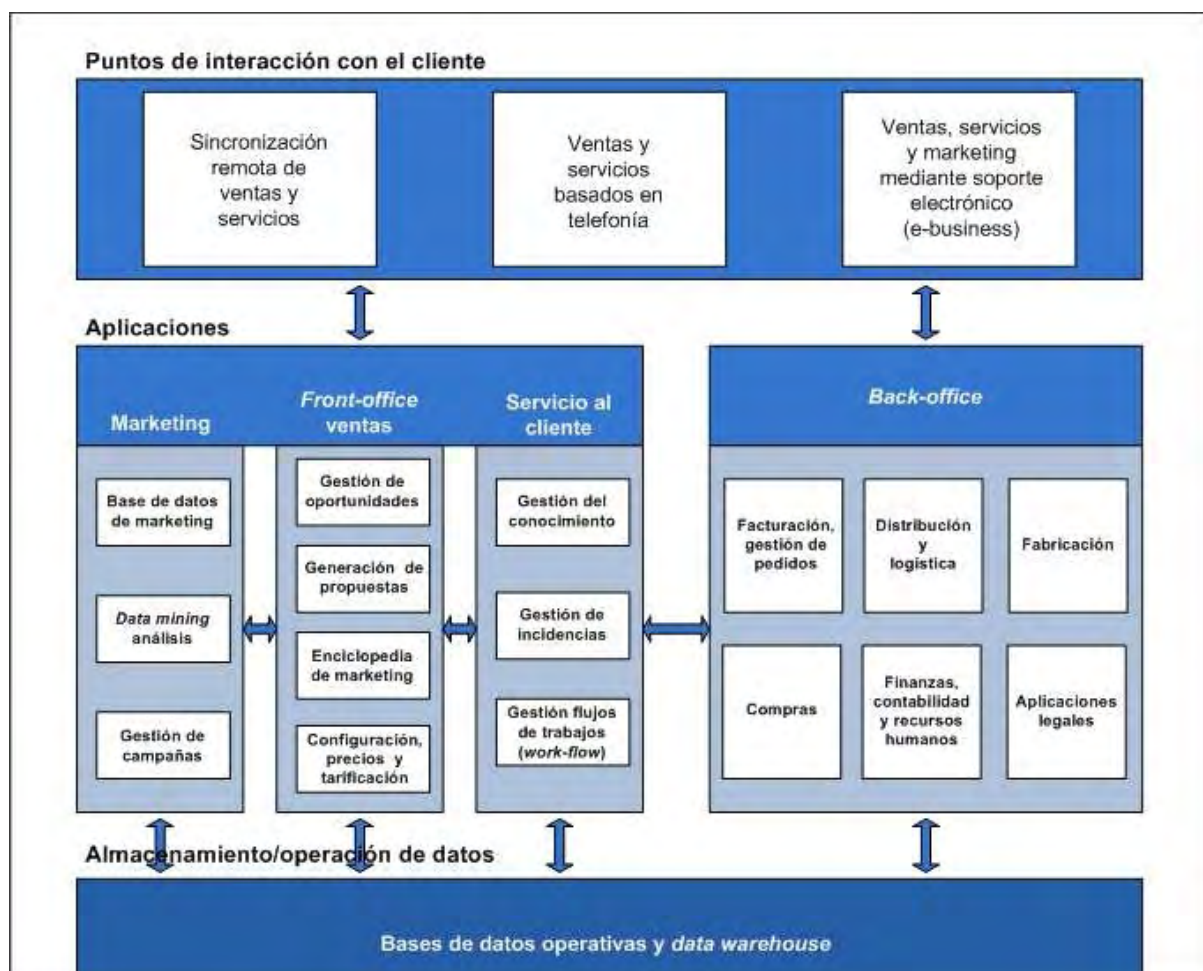 Puntos de interacción con el cliente
Sincronización
remota de
ventas y
servicios
Ventas y
servicios
basados en
telefonía
Ventas, servicios
y marketing
mediante soporte
electrónico
(e-business)
Aplicaciones
Marketing
Front-office
ventas
Servicio al
cliente
Back-office
Base de datos
de marketing
Data mining
análisis
Gestión de
campañas
Gestión de
oportunidades
Generación de
propuestas
Enciclopedia
de marketing
Configuración,
precios y
tarificación
Gestión del
conocimiento
Gestión de
incidencias
Gestión flujos
de trabajos
(work-flow)
Facturación,
gestión de
pedidos
Distribución
y
logística
Fabricación
Compras
Finanzas,
contabilidad
y recursos
humanos
Aplicaciones
legales
Almacenamiento/operación de datos
Bases de datos operativas y data warehouse